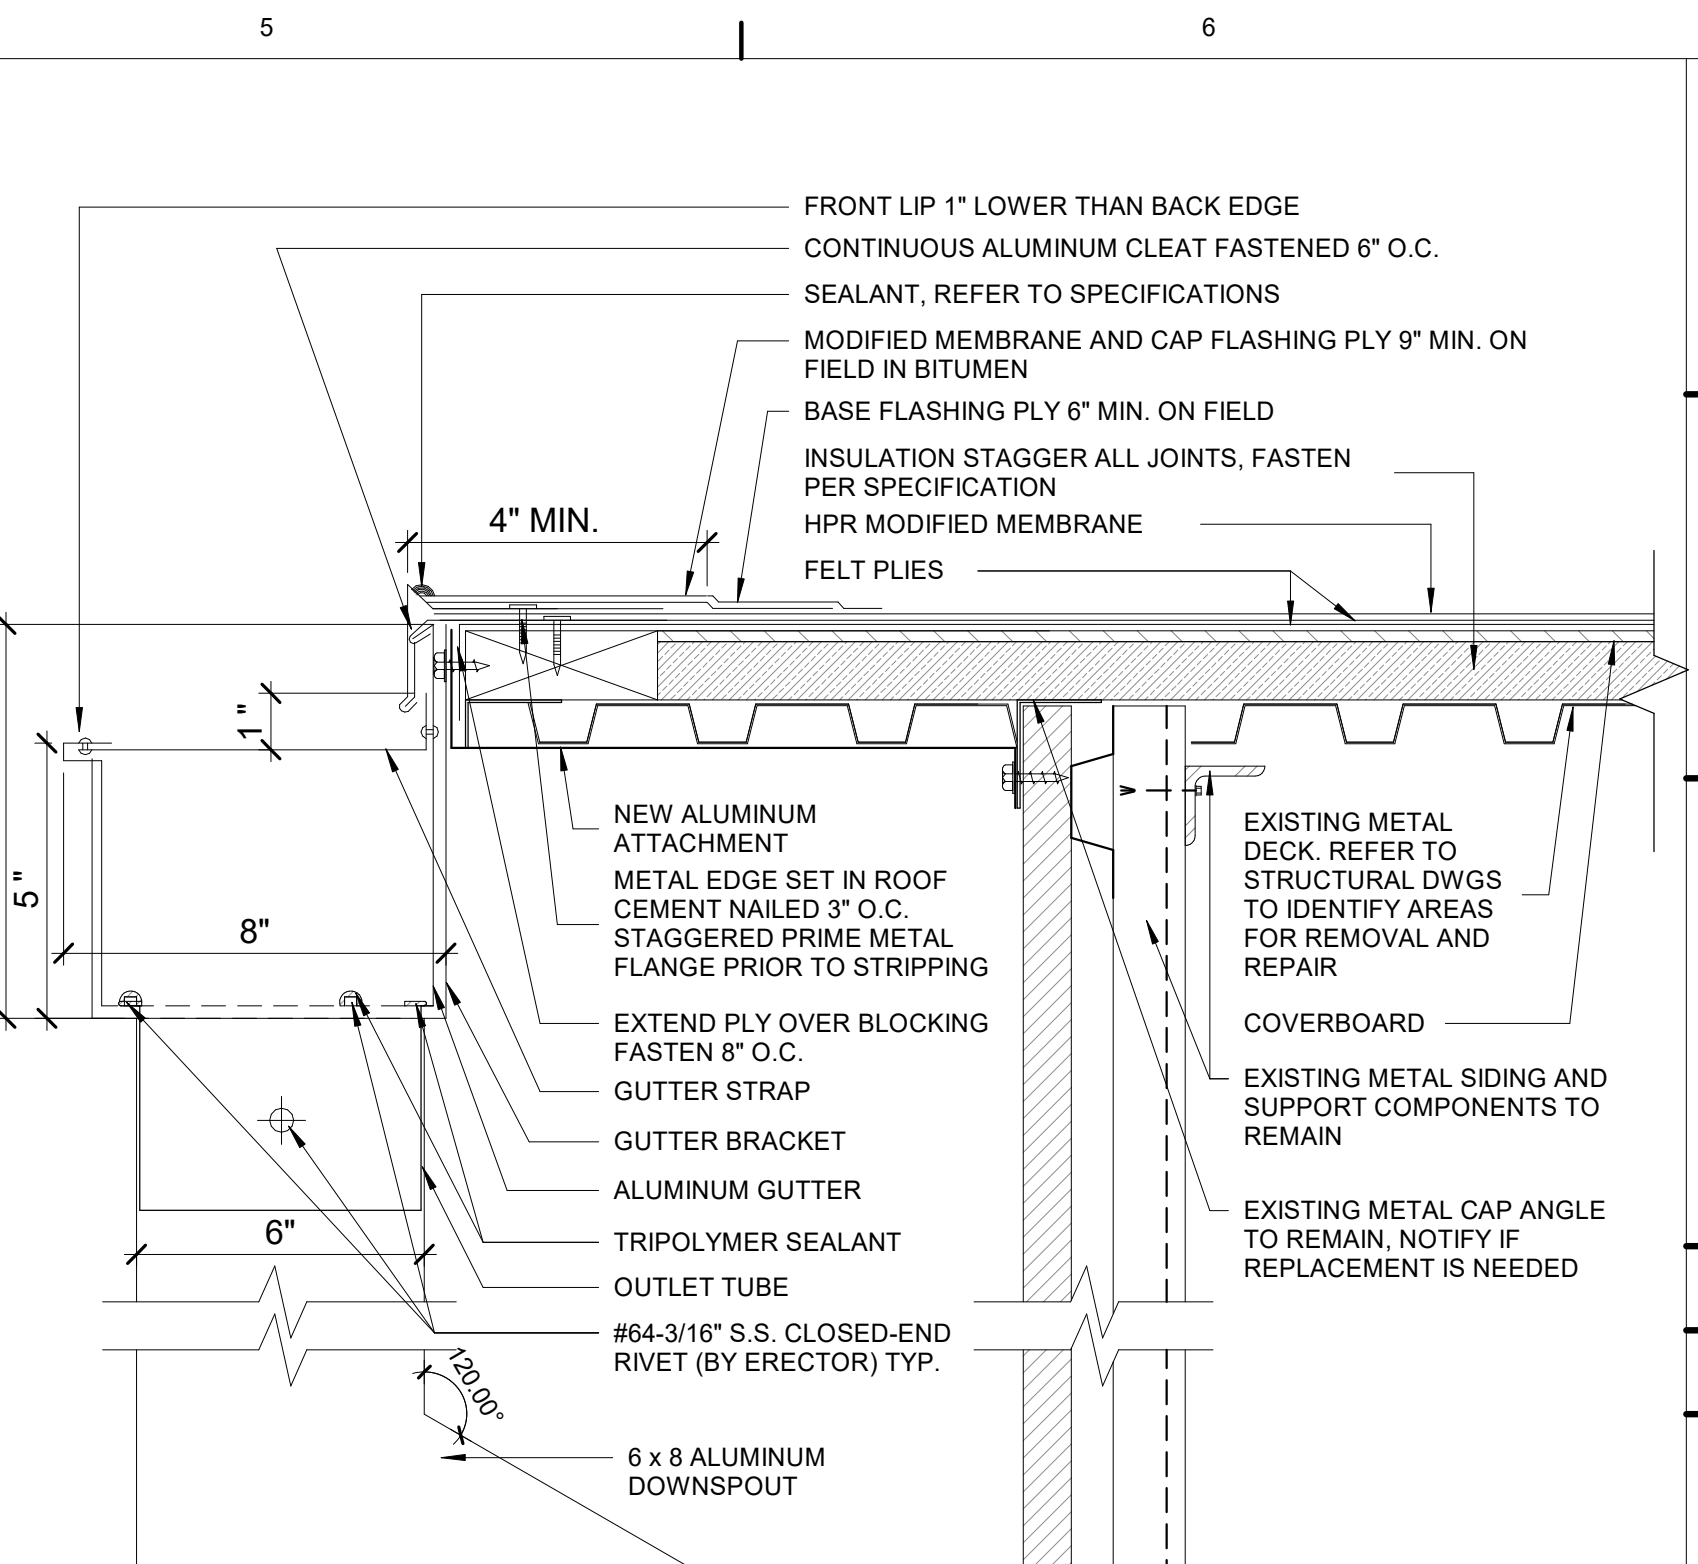 5
6
FRONT LIP 1" LOWER THAN BACK EDGE
CONTINUOUS ALUMINUM CLEAT FASTENED 6" O.C.
SEALANT, REFER TO SPECIFICATIONS
MODIFIED MEMBRANE AND CAP FLASHING PLY 9" MIN. ON
FIELD IN BITUMEN
BASE FLASHING PLY 6" MIN. ON FIELD
INSULATION STAGGER ALL JOINTS, FASTEN
PER SPECIFICATION
HPR MODIFIED MEMBRANE
FELT PLIES
4" MIN.
1"
5"
8"
6"
120.00°
NEW ALUMINUM
ATTACHMENT
METAL EDGE SET IN ROOF
CEMENT NAILED 3" O.C.
STAGGERED PRIME METAL
FLANGE PRIOR TO STRIPPING
EXTEND PLY OVER BLOCKING
FASTEN 8" O.C.
GUTTER STRAP
GUTTER BRACKET
ALUMINUM GUTTER
TRIPOLYMER SEALANT
OUTLET TUBE
#64-3/16" S.S. CLOSED-END
RIVET (BY ERECTOR) TYP.
6 x 8 ALUMINUM
DOWNSPOUT
EXISTING METAL
DECK. REFER TO
STRUCTURAL DWGS
TO IDENTIFY AREAS
FOR REMOVAL AND
REPAIR
COVERBOARD
EXISTING METAL SIDING AND
SUPPORT COMPONENTS TO
REMAIN
EXISTING METAL CAP ANGLE
TO REMAIN, NOTIFY IF
REPLACEMENT IS NEEDED